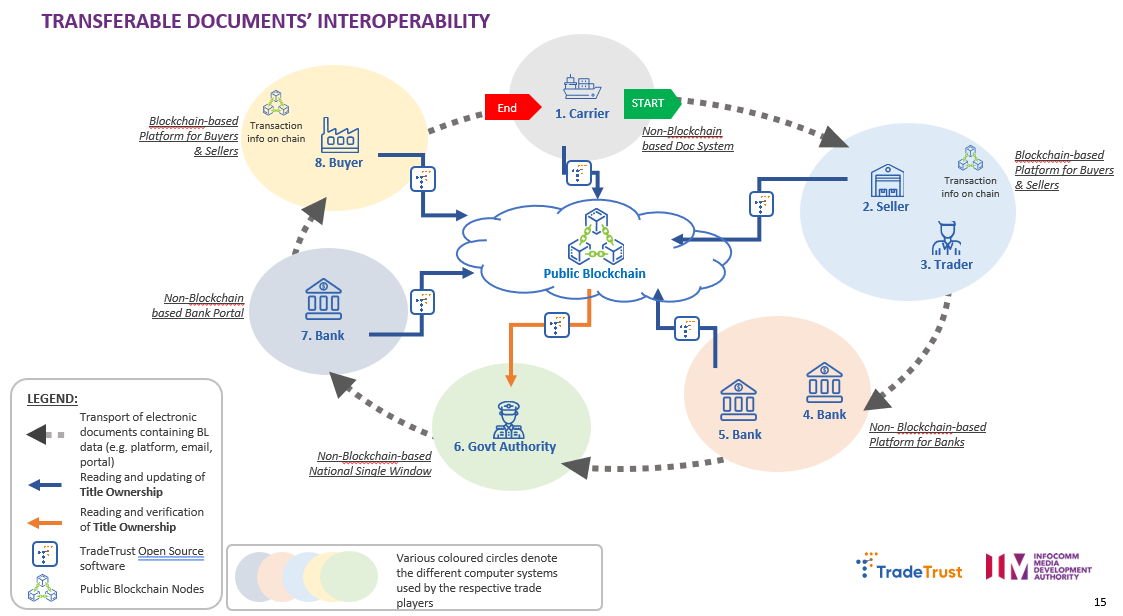 TRANSFERABLE DOCUMENTS’ INTEROPERABILITY
End
START
1. Carrier
Non-Blockchain
based Doc System
Blockchain-based
Platform for Buyers
& Sellers
Transaction
info on chain
8. Buyer
Blockchain-based
Platform for Buyers
& Sellers
Transaction
info on chain
2. Seller
3. Trader
Public Blockchain
Non-Blockchain
based Bank Portal
7. Bank
4. Bank
5. Bank
Non- Blockchain-based
Platform for Banks
6. Govt Authority
Non-Blockchain-based
National Single Window
LEGEND:
Transport of electronic
documents containing BL
data (e.g. platform, email,
portal)
Reading and updating of
Title Ownership
Reading and verification
of Title Ownership
TradeTrust Open Source
software
Public Blockchain Nodes
Various coloured circles denote
the different computer systems
used by the respective trade
players
TradeTrust
INFOCOMM
MEDIA
DEVELOPMENT
AUTHORITY
15